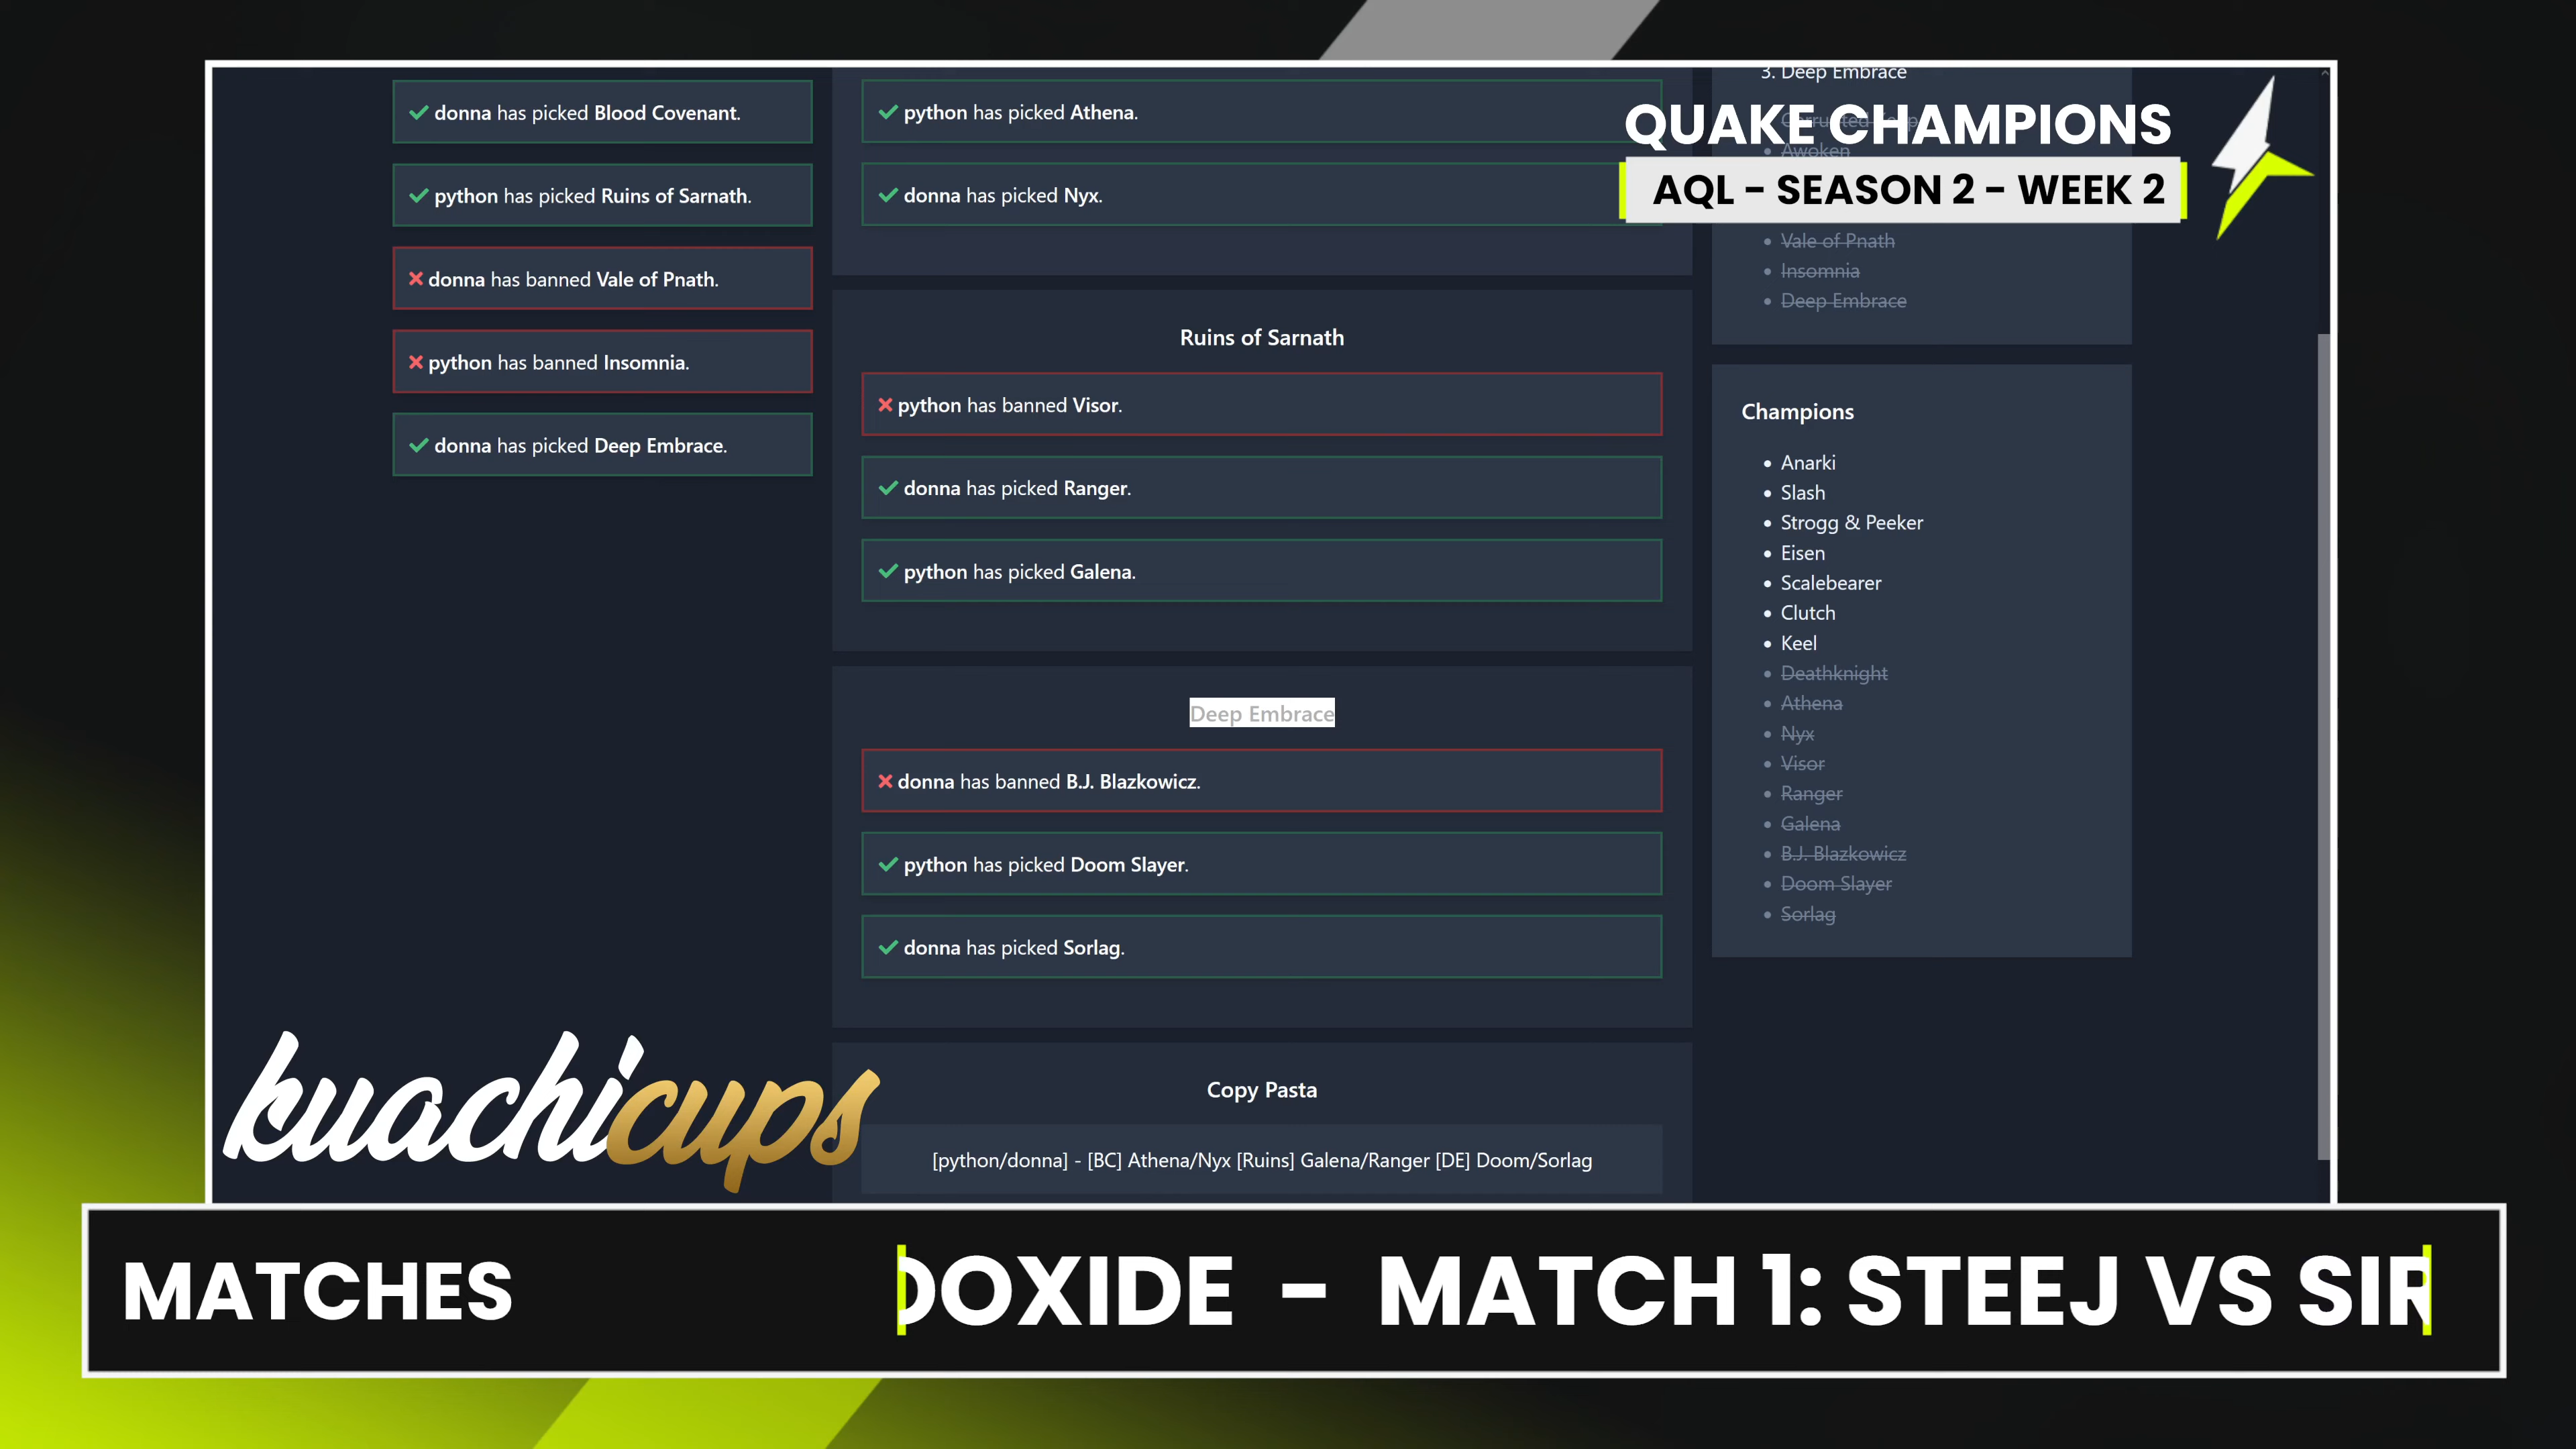 donna has picked Blood Covenant.
python has picked Ruins of Sarnath.
donna has banned Vale of Pnath.
python has banned Insomnia.
donna has picked Deep Embrace.
python has picked Athena.
donna has picked Nyx.
Ruins of Sarnath
python has banned Visor.
donna has picked Ranger.
python has picked Galena.
Deep Embrace
donna has banned B.J. Blazkowicz.
python has picked Doom Slayer.
donna has picked Sorlag.
Copy Pasta
[python/donna] - [BC] Athena/Nyx [Ruins] Galena/Ranger [DE] Doom/Sorlag
3. Deep Embrace
Corrupted Keep
Awoken
QUAKE CHAMPIONS
AQL - SEASON 2 - WEEK 2
Vale of Pnath
Insomnia
Deep Embrace
Champions
Anarki
Slash
Strogg & Peeker
Eisen
Scalebearer
Clutch
Keel
Deathknight
Athena
Nyx
Visor
Ranger
Galena
B.J. Blazkowicz
Doom Slayer
Sorlag
kuachicups
MATCHES
DOXIDE - MATCH 1: STEEJ VS SIR